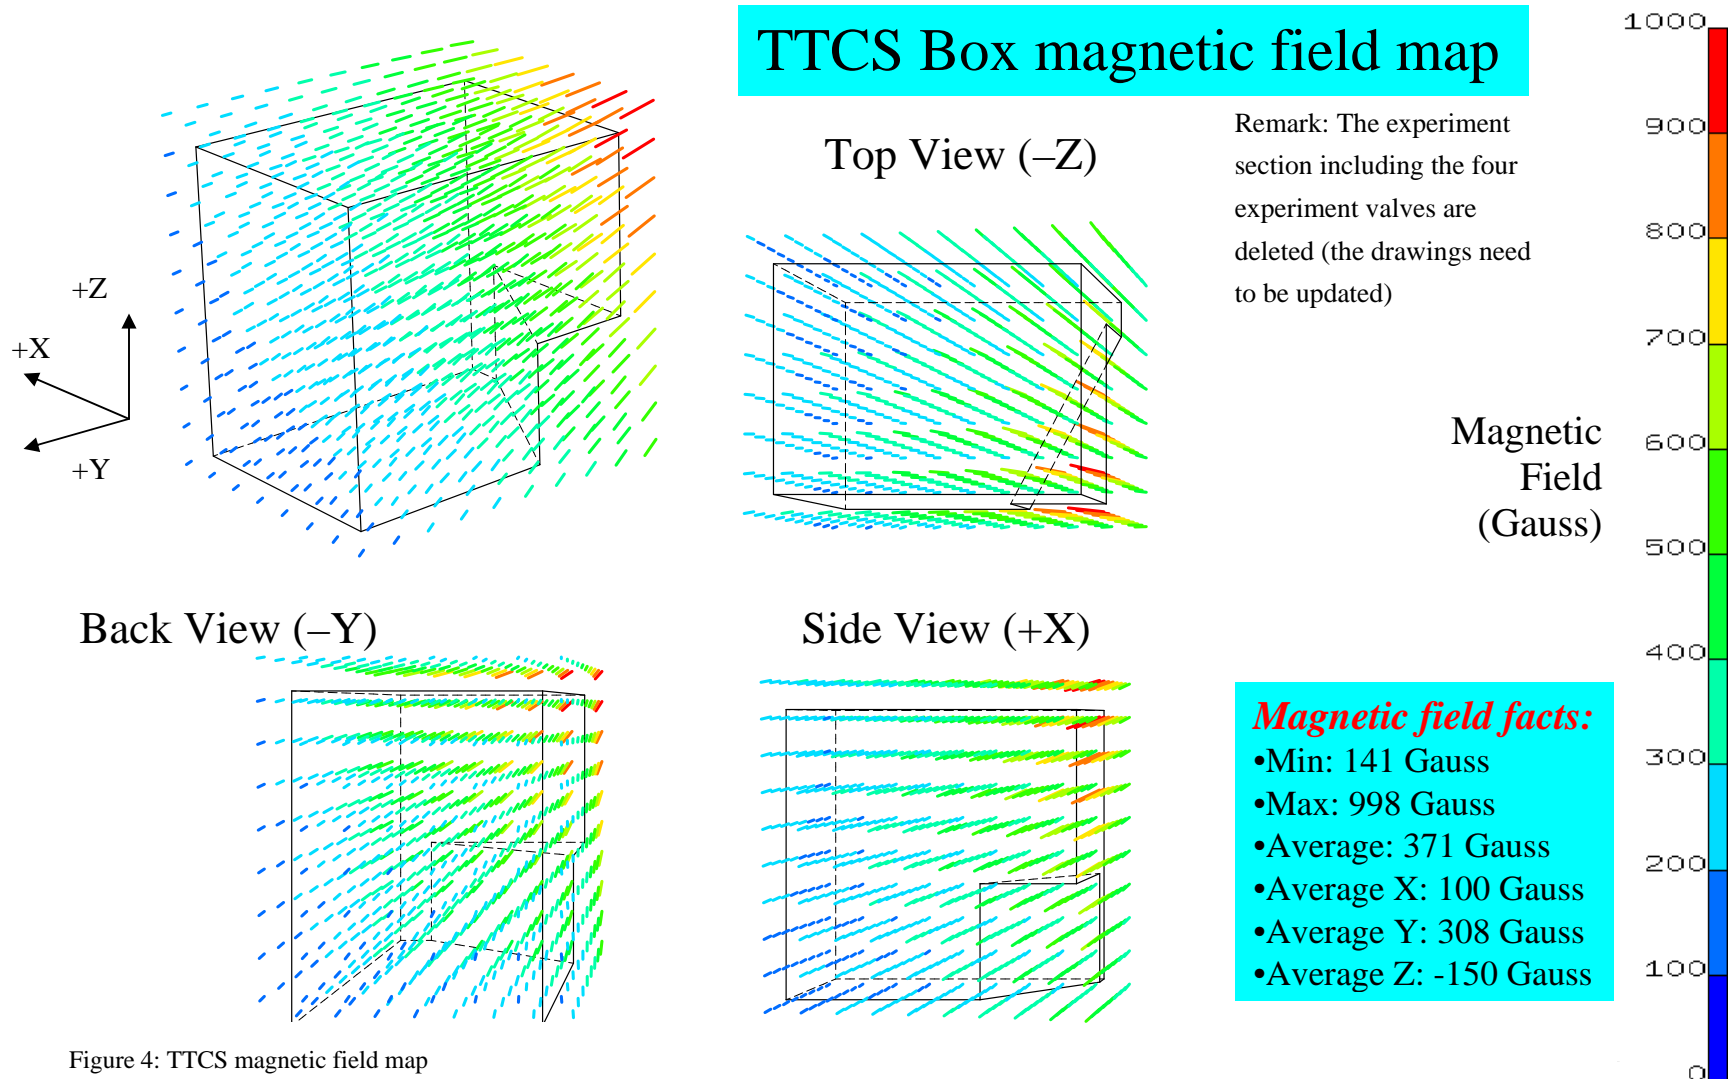 TTCS Box magnetic field map
Top View (–Z)
Remark: The experiment
section including the four
experiment valves are
deleted (the drawings need
to be updated)
+Z
+X
+Y
Back View (–Y)
Side View (+X)
Magnetic
Field
(Gauss)
1000
900
800
700
600
500
400
300
200
100
0
Magnetic field facts:
•Min: 141 Gauss
•Max: 998 Gauss
•Average: 371 Gauss
•Average X: 100 Gauss
•Average Y: 308 Gauss
•Average Z: -150 Gauss
Figure 4: TTCS magnetic field map